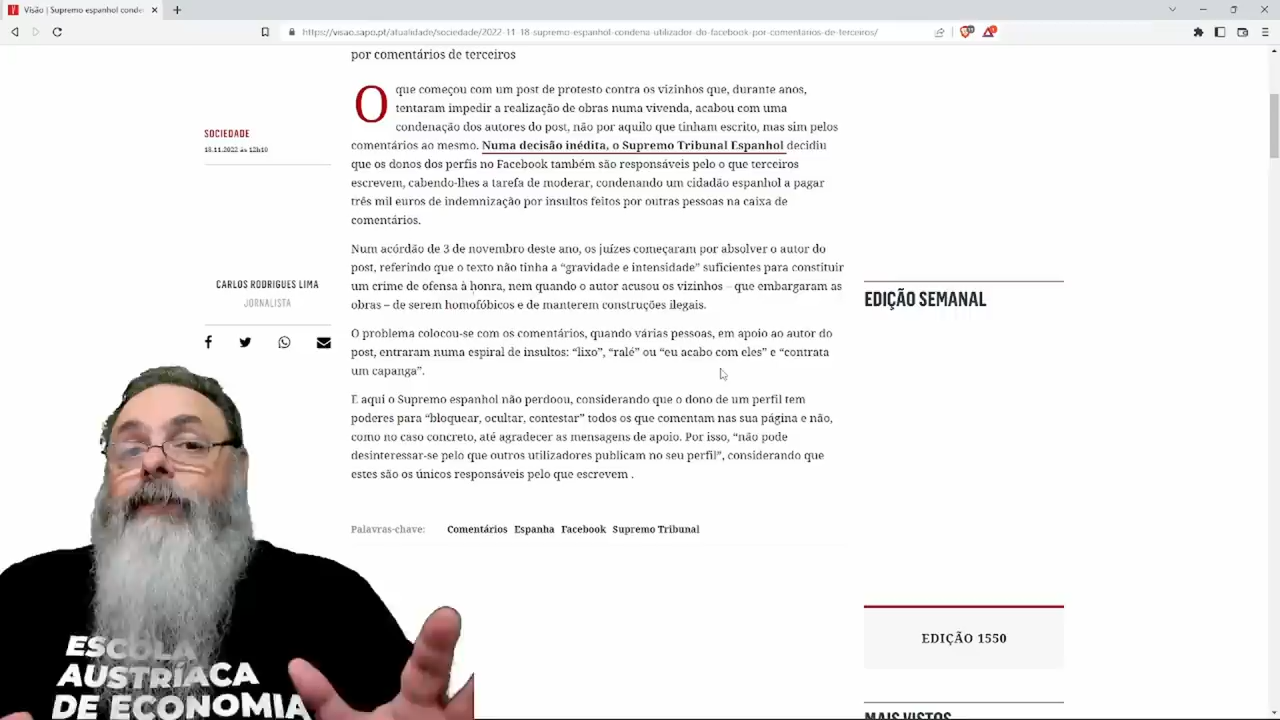 Visão | Supremo espanhol conde
https://visao.sapo.pt/atualidade/sociedade/2022-11-18-supremo-espanhol-condena-utilizador-do-facebook-por-comentarios-de-terceiros/
por comentários de terceiros
O que começou com um post de protesto contra os vizinhos que, durante anos,
tentaram impedir a realização de obras numa vivenda, acabou com uma
condenação dos autores do post, não por aquilo que tinham escrito, mas sim pelos
comentários ao mesmo. Numa decisão inédita, o Supremo Tribunal Espanhol decidiu
que os donos dos perfis no Facebook também são responsáveis pelo o que terceiros
escrevem, cabendo-lhes a tarefa de moderar, condenando um cidadão espanhol a pagar
três mil euros de indemnização por insultos feitos por outras pessoas na caixa de
comentários.
Num acórdão de 3 de novembro deste ano, os juízes começaram por absolver o autor do
post, referindo que o texto não tinha a “gravidade e intensidade” suficientes para constituir
um crime de ofensa à honra, nem quando o autor acusou os vizinhos – que embargaram as
obras – de serem homofóbicos e de manterem construções ilegais.
O problema colocou-se com os comentários, quando várias pessoas, em apoio ao autor do
post, entraram numa espiral de insultos: “lixo”, “ralé” ou “eu acabo com eles” e “contrata
um capanga”.
E aqui o Supremo espanhol não perdoou, considerando que o dono de um perfil tem
poderes para “bloquear, ocultar, contestar” todos os que comentam nas sua página e não,
como no caso concreto, até agradecer as mensagens de apoio. Por isso, “não pode
desinteressar-se pelo que outros utilizadores publicam no seu perfil”, considerando que
estes são os únicos responsáveis pelo que escrevem .
Palavras-chave: Comentários Espanha Facebook Supremo Tribunal
SOCIEDADE
18.11.2022 às 12h10
CARLOS RODRIGUES LIMA
JORNALISTA
EDIÇÃO SEMANAL
EDIÇÃO 1550
MAIS VISTOS
ESCOLA
AUSTRÍACA
DE ECONOMIA